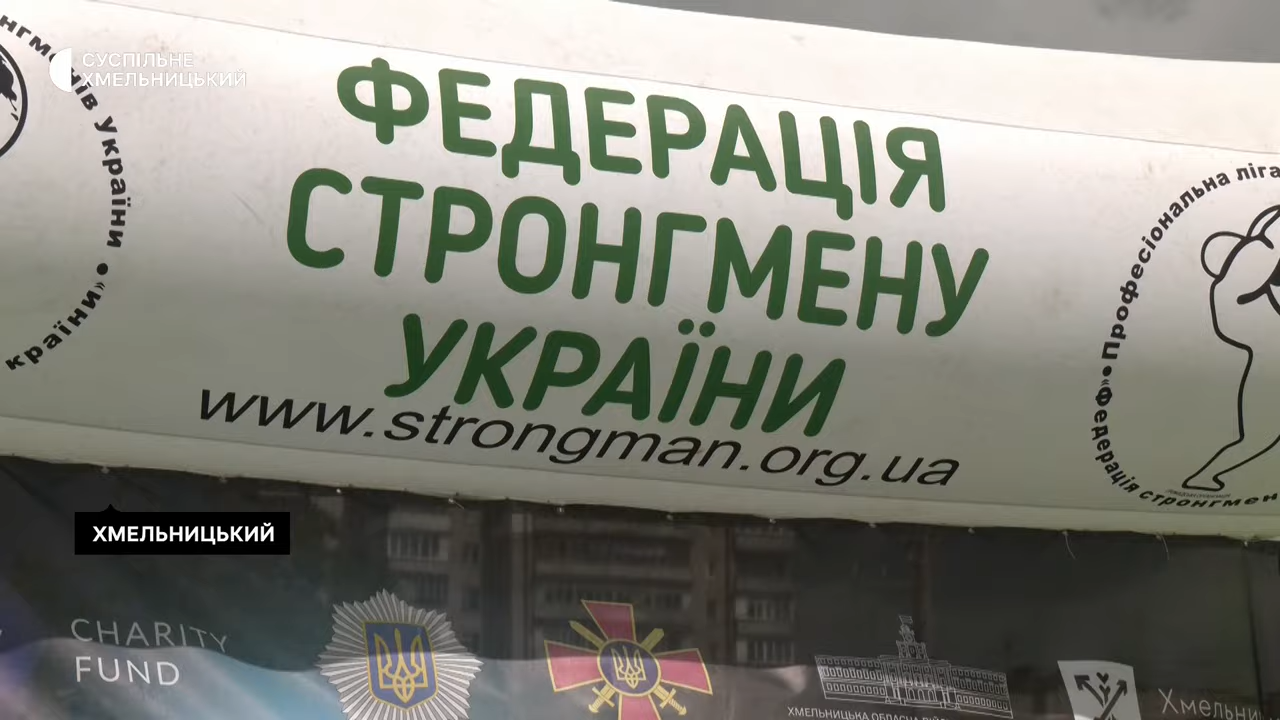 СУСПІЛЬНЕ
ХМЕЛЬНИЦЬКИЙ
ФЕДЕРАЦІЯ
СТРОНГМЕНУ
УКРАЇНИ
www.strongman.org.ua
України •
Професіональна ліга
• «Федерація стронгмен
ХМЕЛЬНИЦЬКИЙ
CHARITY
FUND
ХМЕЛЬНИЦЬКА ОБЛАСНА